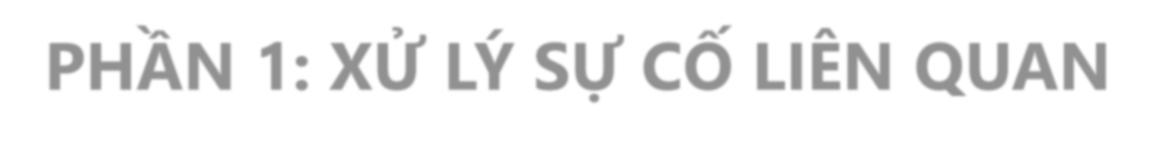 PHẦN 1: XỬ LÝ SỰ CỐ LIÊN QUAN